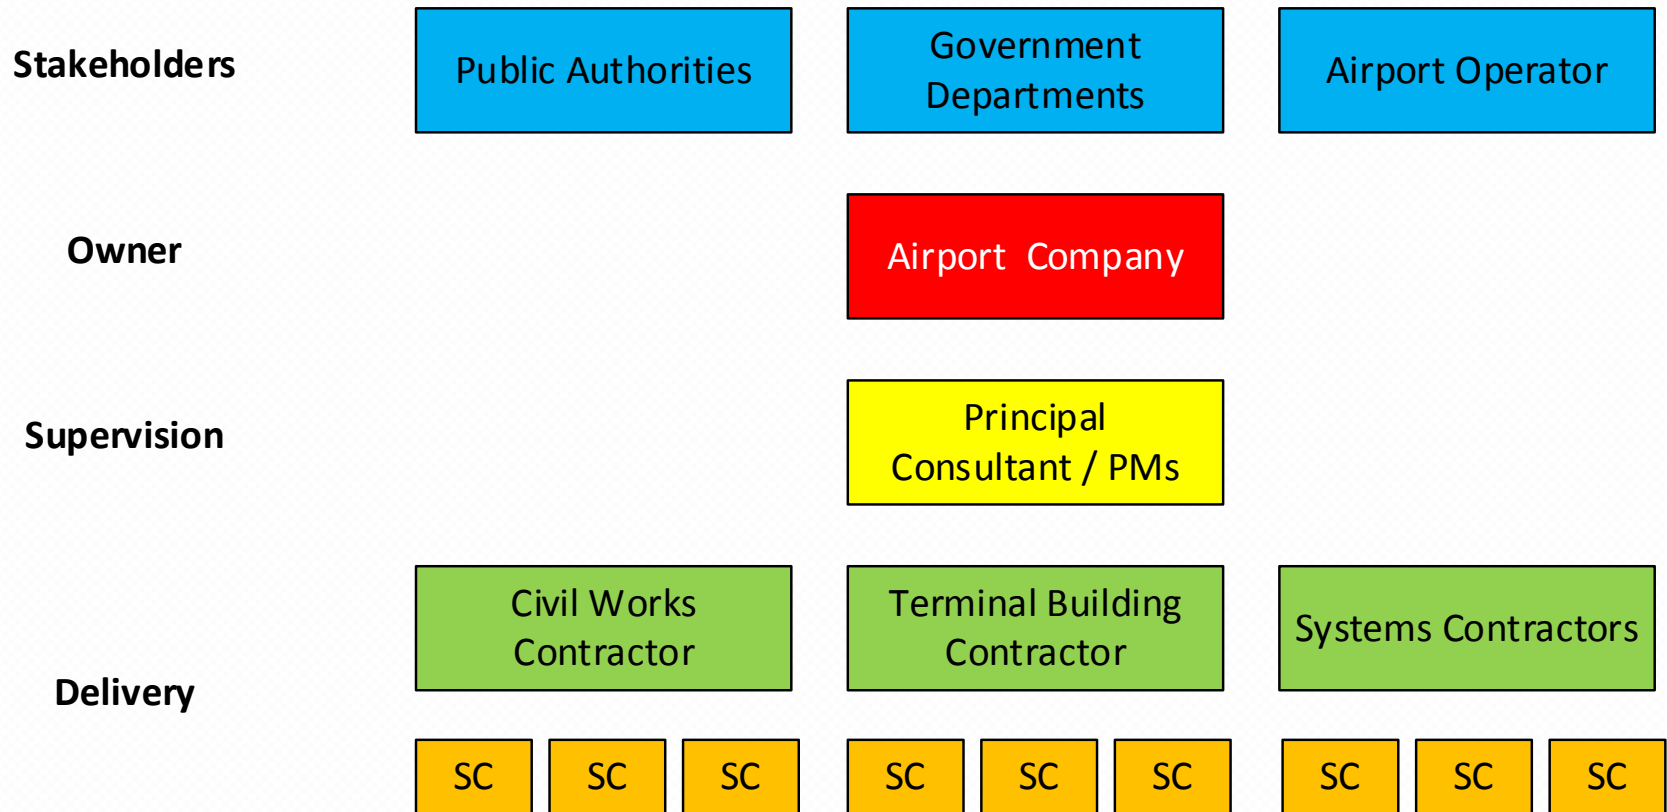 Stakeholders
Public Authorities
Government
Departments
Airport Operator
Owner
Airport Company
Supervision
Principal
Consultant / PMs
Delivery
Civil Works
Contractor
Terminal Building
Contractor
Systems Contractors
SC
SC
SC
SC
SC
SC
SC
SC
SC